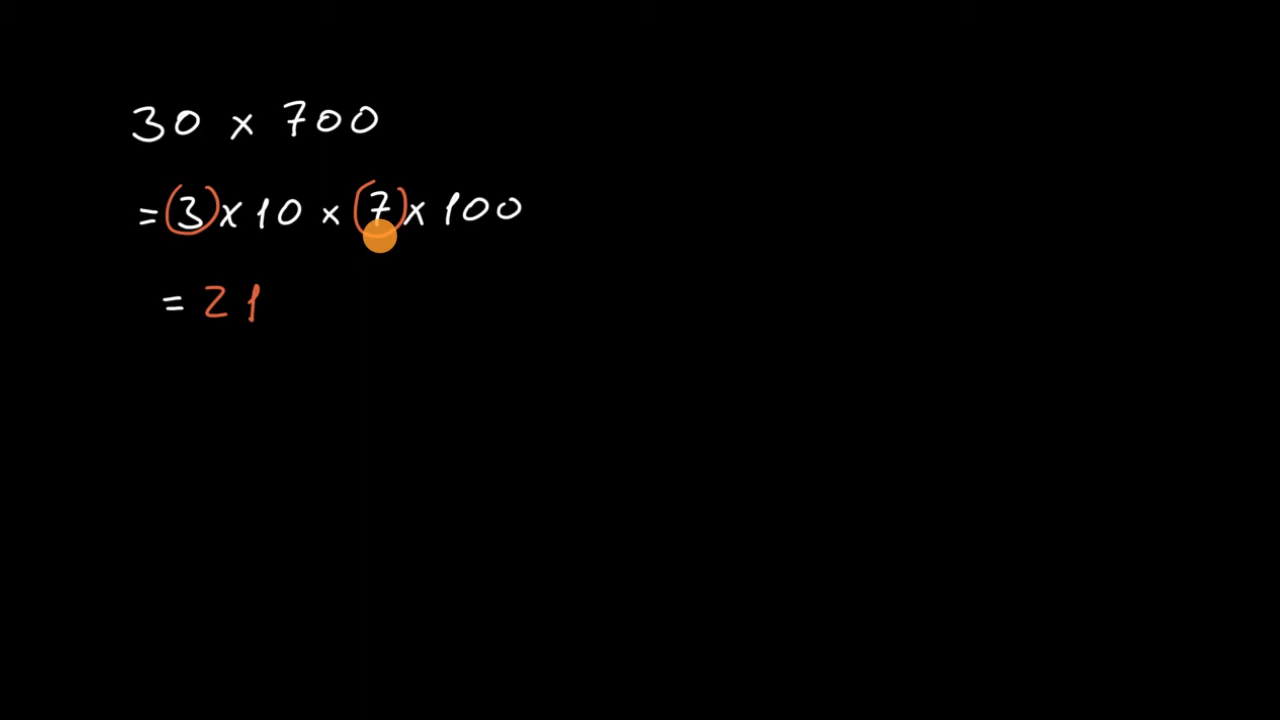 30 x 700
= (3) x 10 x (7) x 100
= 21